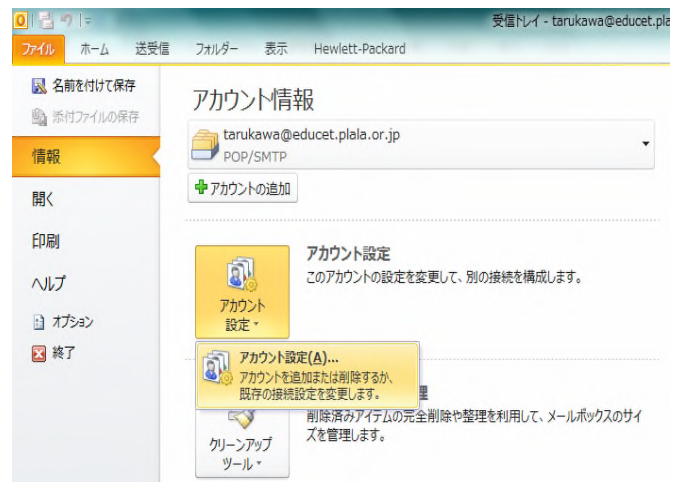 受信トレイ - tarukawa@educet.pla
ファイル ホーム 送受信 フォルダー 表示 Hewlett-Packard
名前を付けて保存
添付ファイルの保存
情報
開く
印刷
ヘルプ
オプション
終了
アカウント情報
tarukawa@educet.plala.or.jp
POP/SMTP
アカウントの追加
アカウント
設定
アカウント設定
このアカウントの設定を変更して、別の接続を構成します。
アカウント設定(A)...
アカウントを追加または削除するか、
既存の接続設定を変更します。
理
削除済みアイテムの完全削除や整理を利用して、メールボックスのサイ
ズを管理します。
クリーンアップ
ツール